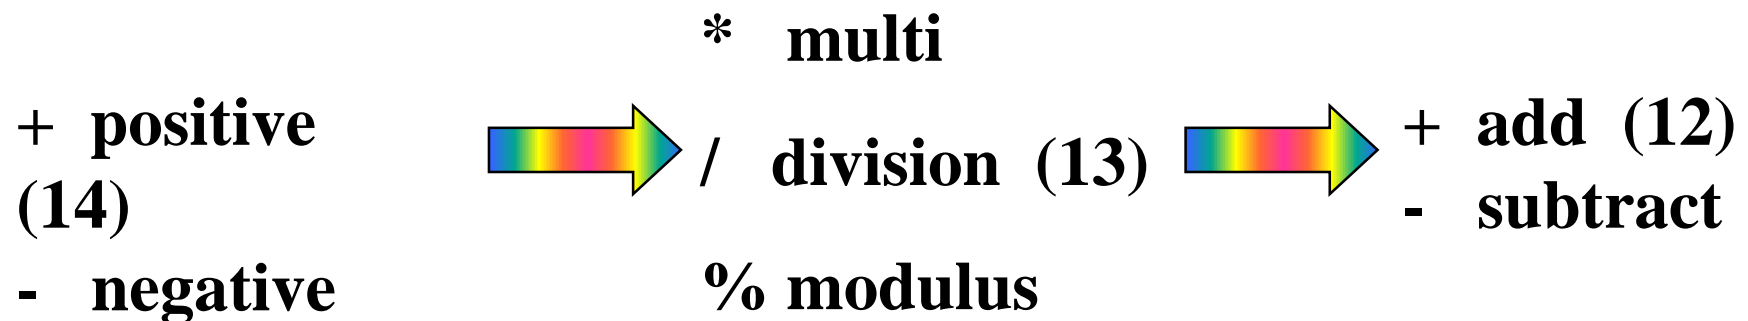 + positive
(14)
- negative
* multi
/ division (13)
% modulus
+ add (12)
- subtract